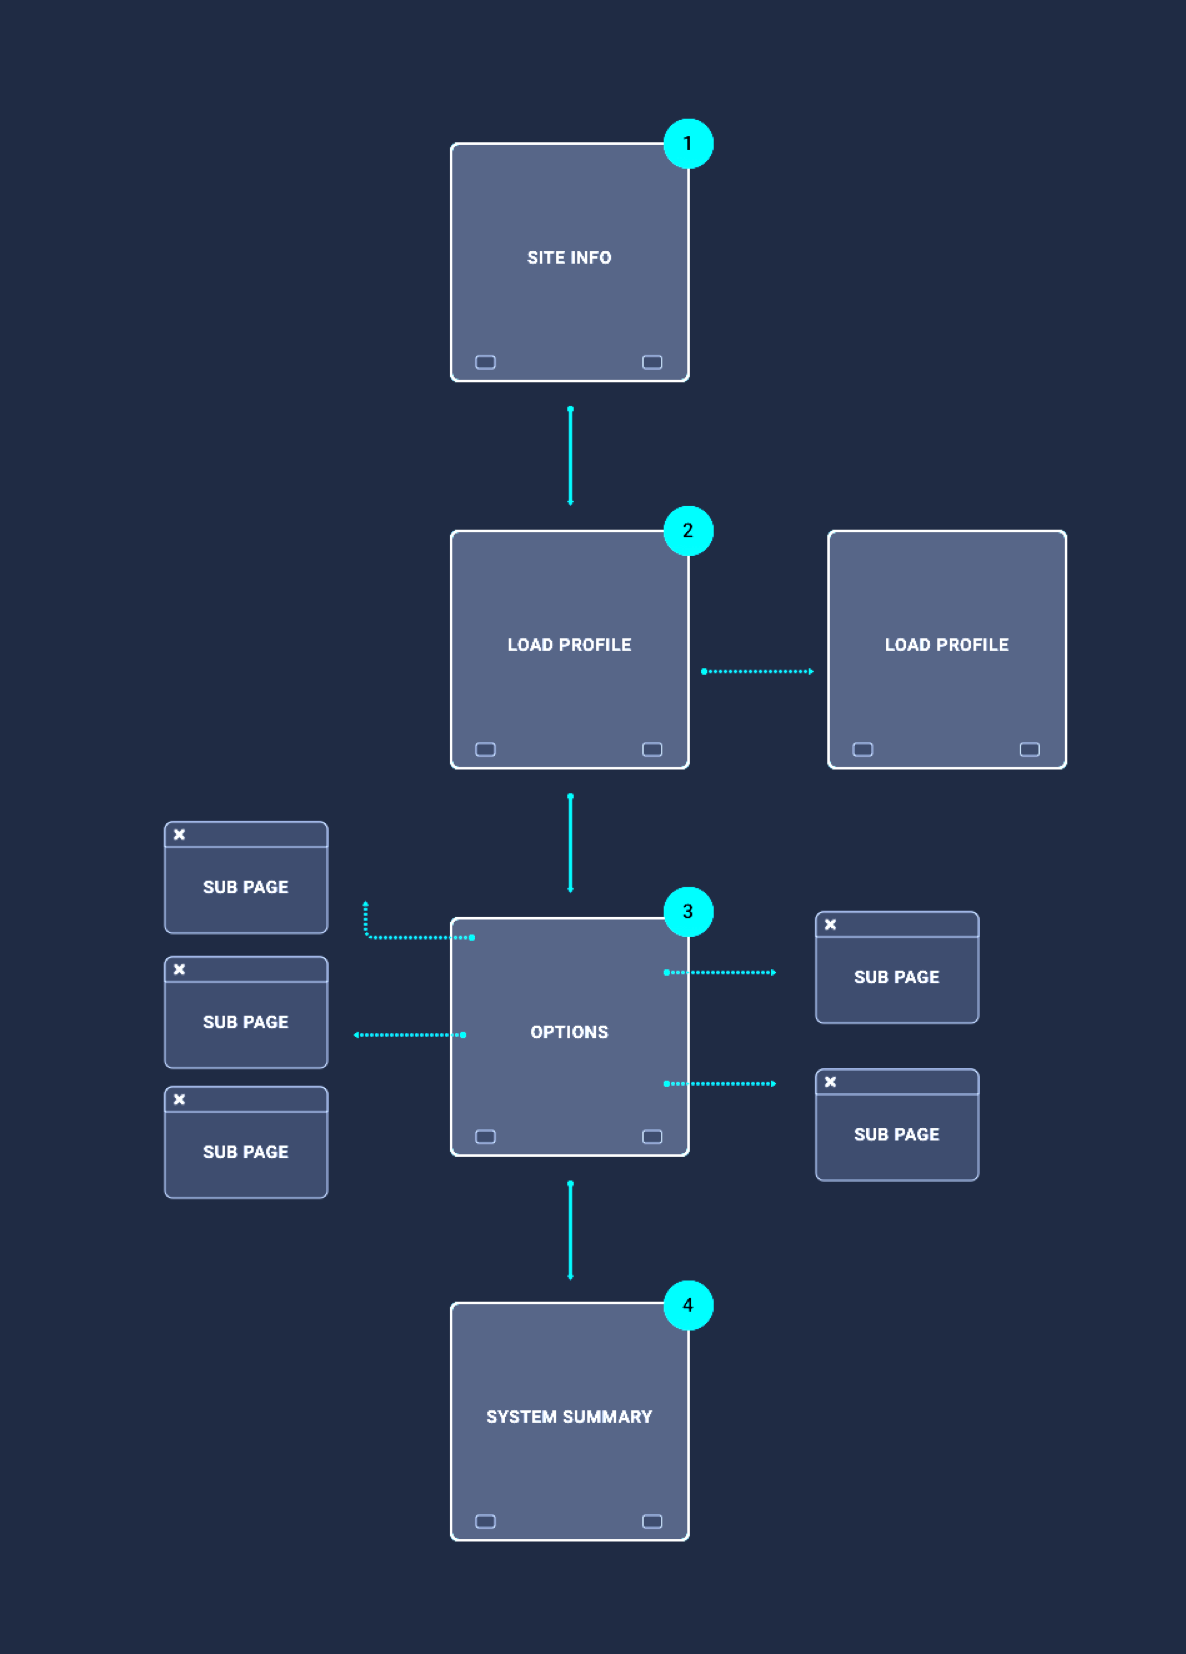 1
SITE INFO
2
LOAD PROFILE
LOAD PROFILE
3
SUB PAGE
SUB PAGE
SUB PAGE
OPTIONS
SUB PAGE
SUB PAGE
4
SYSTEM SUMMARY